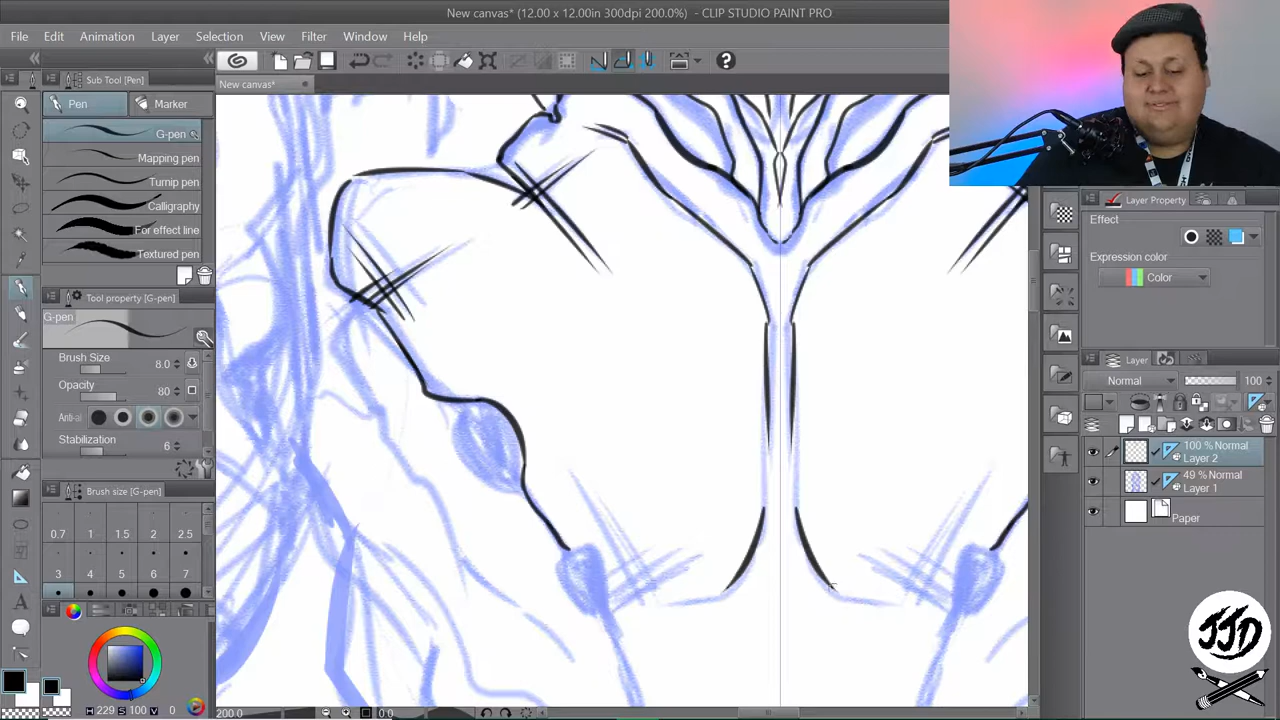 New canvas* (12.00 x 12.00in 300dpi 200.0%) - CLIP STUDIO PAINT PRO
File Edit Animation Layer Selection View Filter Window Help
Sub Tool [Pen]
New canvas*
Pen Marker
G-pen
Mapping pen
Turnip pen
Calligraphy
For effect line
Textured pen
Tool property [G-pen]
G-pen
Brush Size 8.0
Opacity 80
Anti-al
Stabilization 6
Brush size [G-pen]
0.7 1 1.5 2 2.5
3 4 5 6 7
H 229 S 100 V 0
200.0 0.0
Layer Property
Effect
Expression color
Color
Layer
Normal 100
100 % Normal
Layer 2
49 % Normal
Layer 1
Paper
JJD